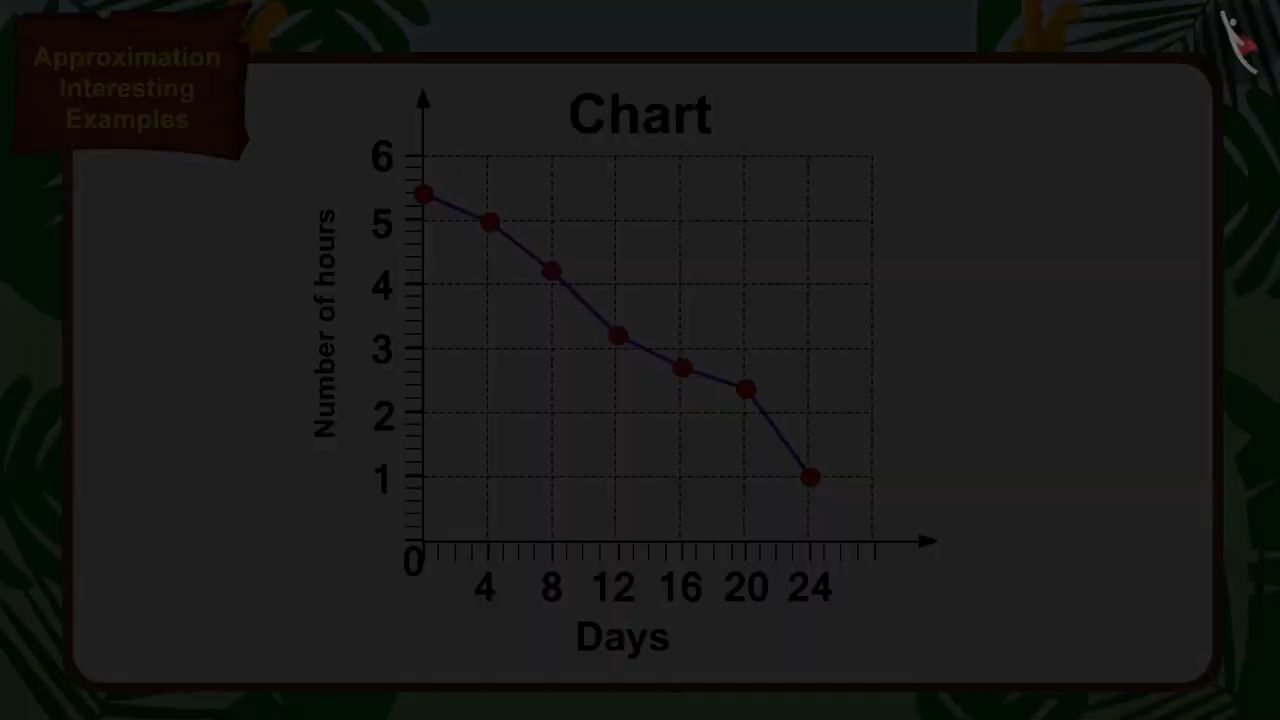 Approximation
Interesting
Examples
Chart
Number of hours
6
5
4
3
2
1
0
4 8 12 16 20 24
Days